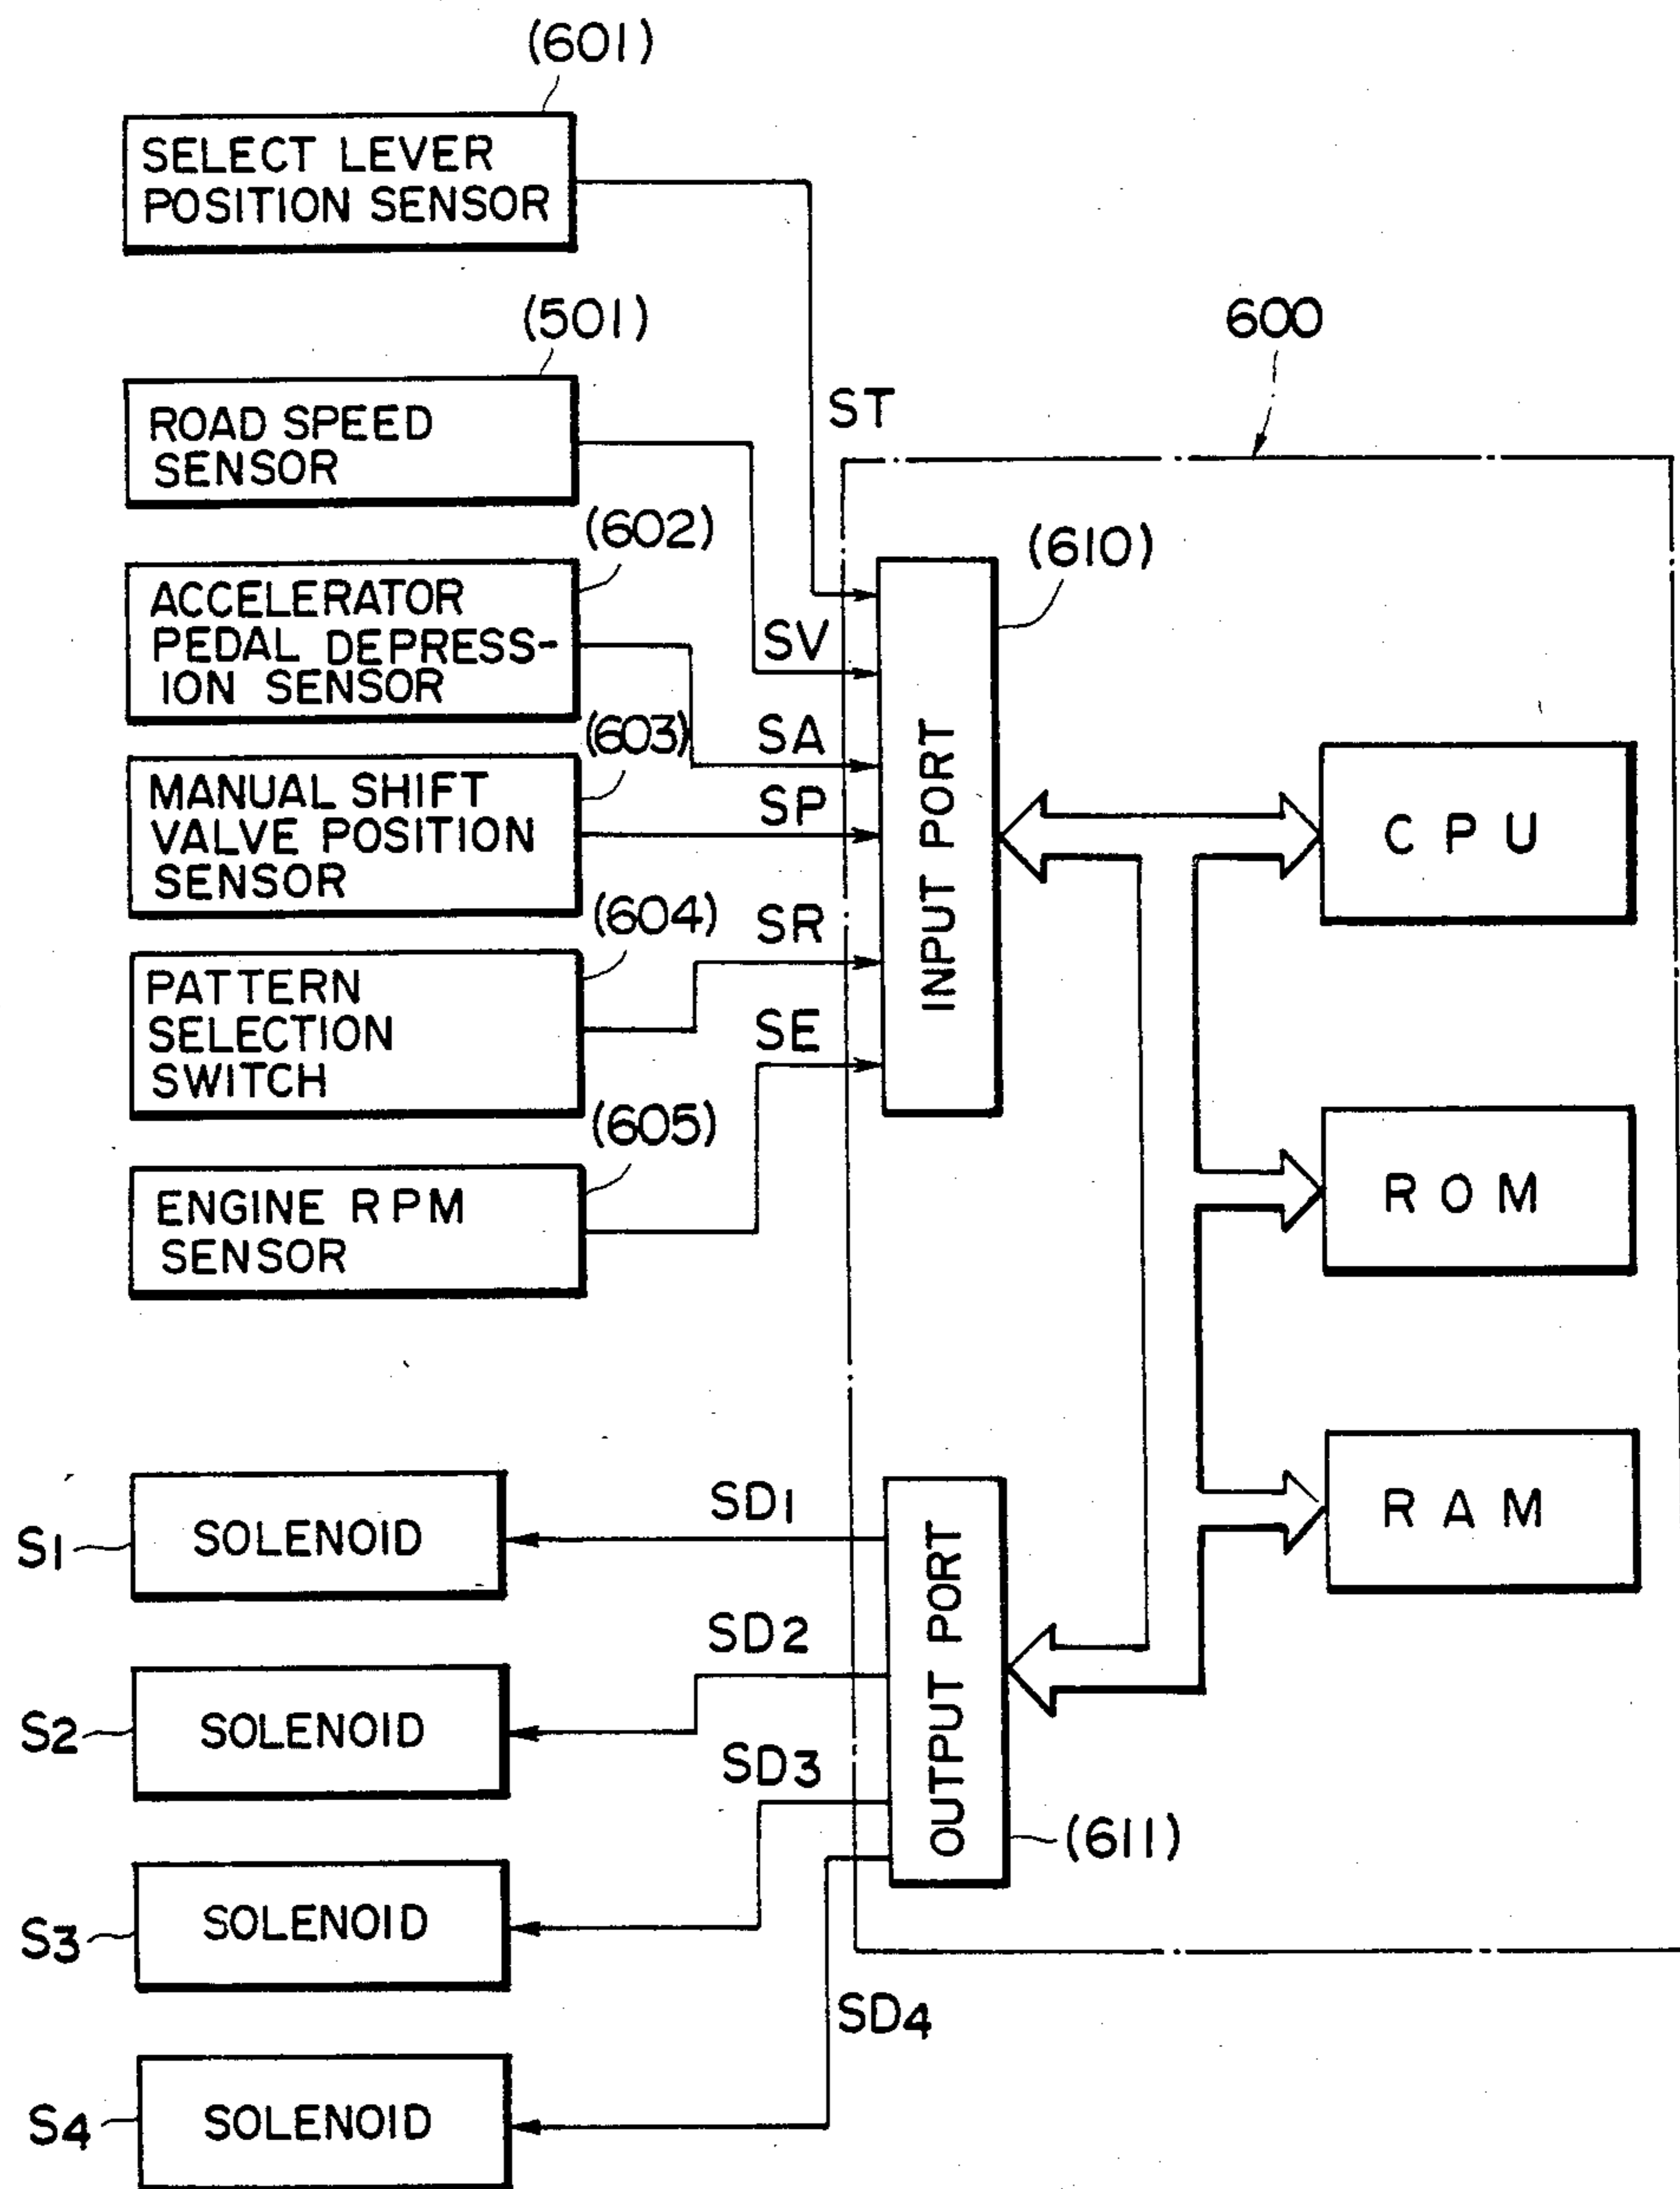 (601)
SELECT LEVER
POSITION SENSOR
(501)
600
ROAD SPEED
SENSOR
ST
(602)
(610)
ACCELERATOR
PEDAL DEPRESS-
ION SENSOR
SV
(603)
SA
MANUAL SHIFT
VALVE POSITION
SENSOR
SP
INPUT PORT
CPU
(604)
SR
PATTERN
SELECTION
SWITCH
SE
(605)
ENGINE RPM
SENSOR
ROM
S1
SOLENOID
SD1
RAM
SD2
S2
SOLENOID
OUTPUT PORT
SD3
(611)
S3
SOLENOID
SD4
S4
SOLENOID